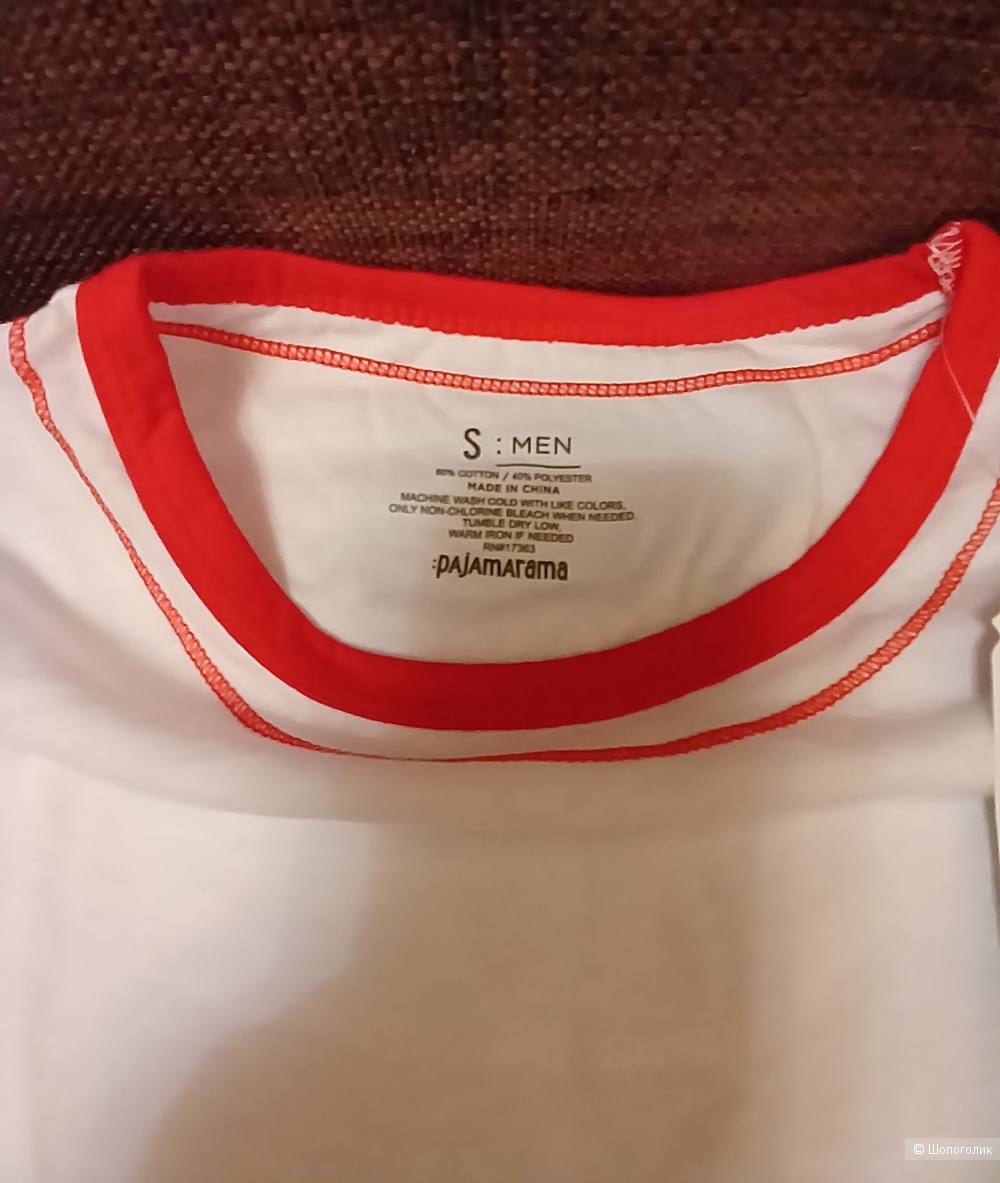 S : MEN
60% COTTON / 40% POLYESTER
MADE IN CHINA
MACHINE WASH COLD WITH LIKE COLORS,
ONLY NON-CHLORINE BLEACH WHEN NEEDED,
TUMBLE DRY LOW,
WARM IRON IF NEEDED
RN#17363
:PAJAMARAMA
© Шопоголик